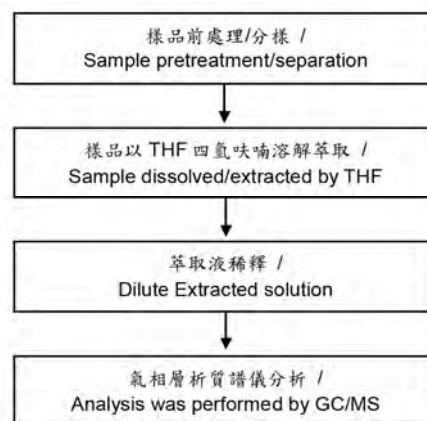 樣品前處理/分樣 /
Sample pretreatment/separation
樣品以 THF 四氫呋喃溶解萃取 /
Sample dissolved/extracted by THF
萃取液稀釋 /
Dilute Extracted solution
氣相層析質譜儀分析 /
Analysis was performed by GC/MS